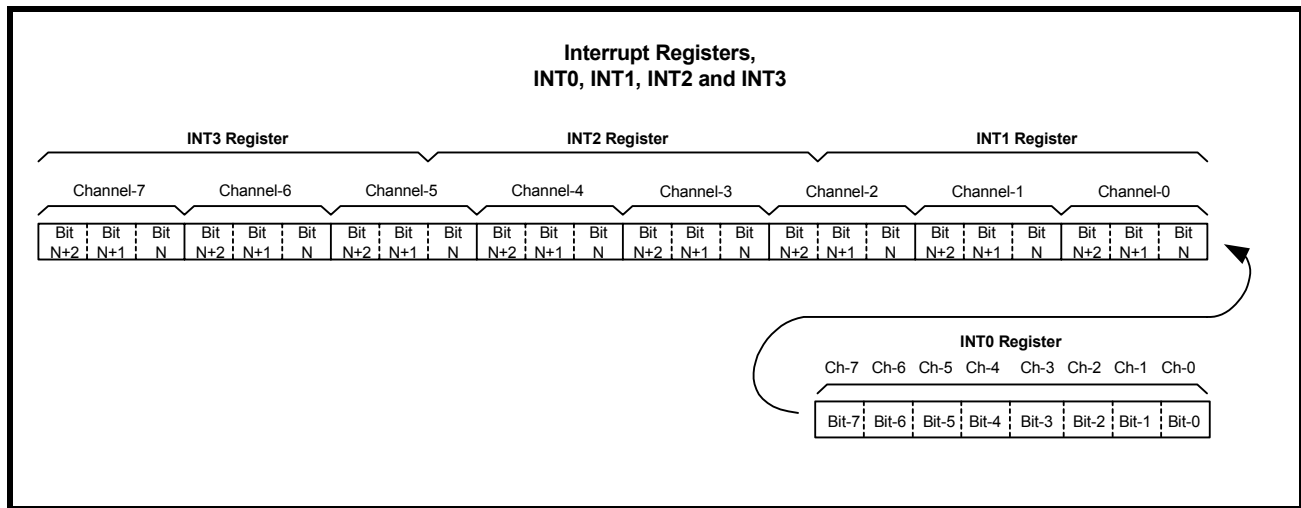 Interrupt Registers,
INT0, INT1, INT2 and INT3
INT3 Register INT2 Register INT1 Register
Channel-7 Channel-6 Channel-5 Channel-4 Channel-3 Channel-2 Channel-1 Channel-0
Bit Bit Bit Bit Bit Bit Bit Bit Bit Bit Bit Bit Bit Bit Bit Bit Bit Bit Bit Bit Bit Bit Bit Bit
N+2 N+1 N N+2 N+1 N N+2 N+1 N N+2 N+1 N N+2 N+1 N N+2 N+1 N N+2 N+1 N N+2 N+1 N
INT0 Register
Ch-7 Ch-6 Ch-5 Ch-4 Ch-3 Ch-2 Ch-1 Ch-0
Bit-7 Bit-6 Bit-5 Bit-4 Bit-3 Bit-2 Bit-1 Bit-0